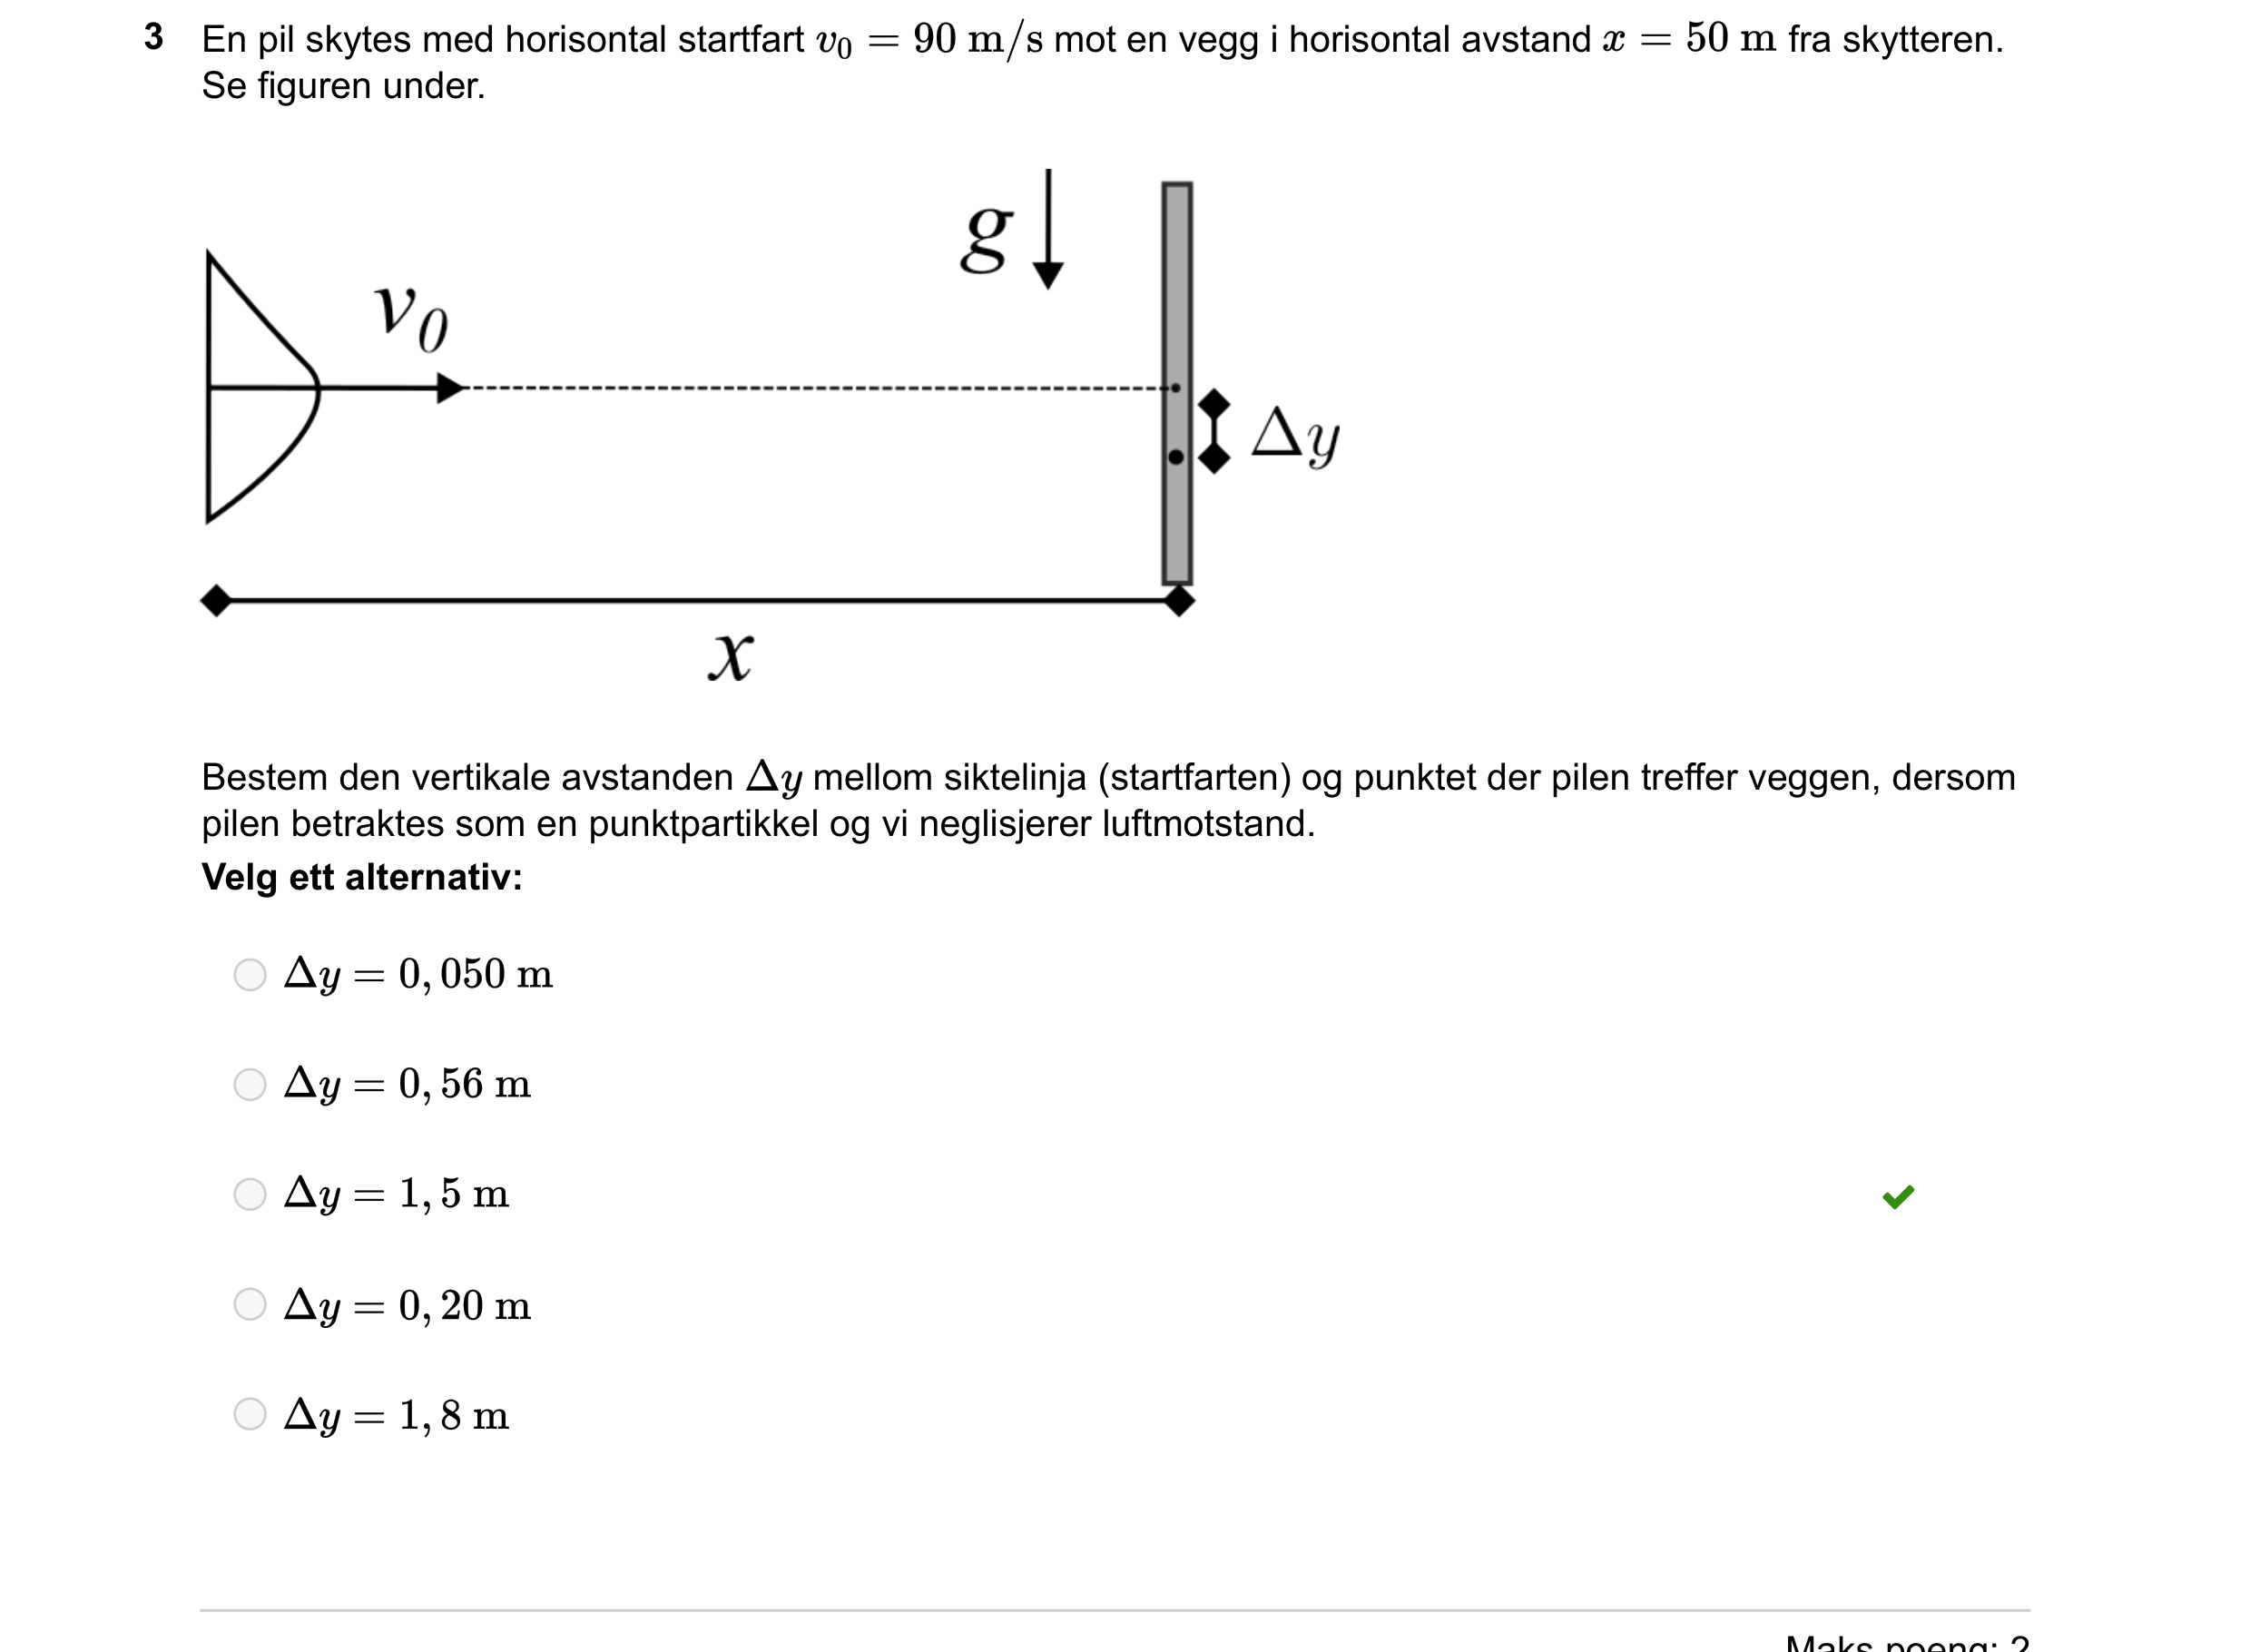 3 En pil skytes med horisontal startfart v₀ = 90 m/s mot en vegg i horisontal avstand x = 50 m fra skytteren.
Se figuren under.
g
v₀
Δy
x
Bestem den vertikale avstanden Δy mellom siktelinja (startfarten) og punktet der pilen treffer veggen, dersom
pilen betraktes som en punktpartikkel og vi neglisjerer luftmotstand.
Velg ett alternativ:
Δy = 0, 050 m
Δy = 0, 56 m
Δy = 1, 5 m
Δy = 0, 20 m
Δy = 1, 8 m
Maks poeng: 2